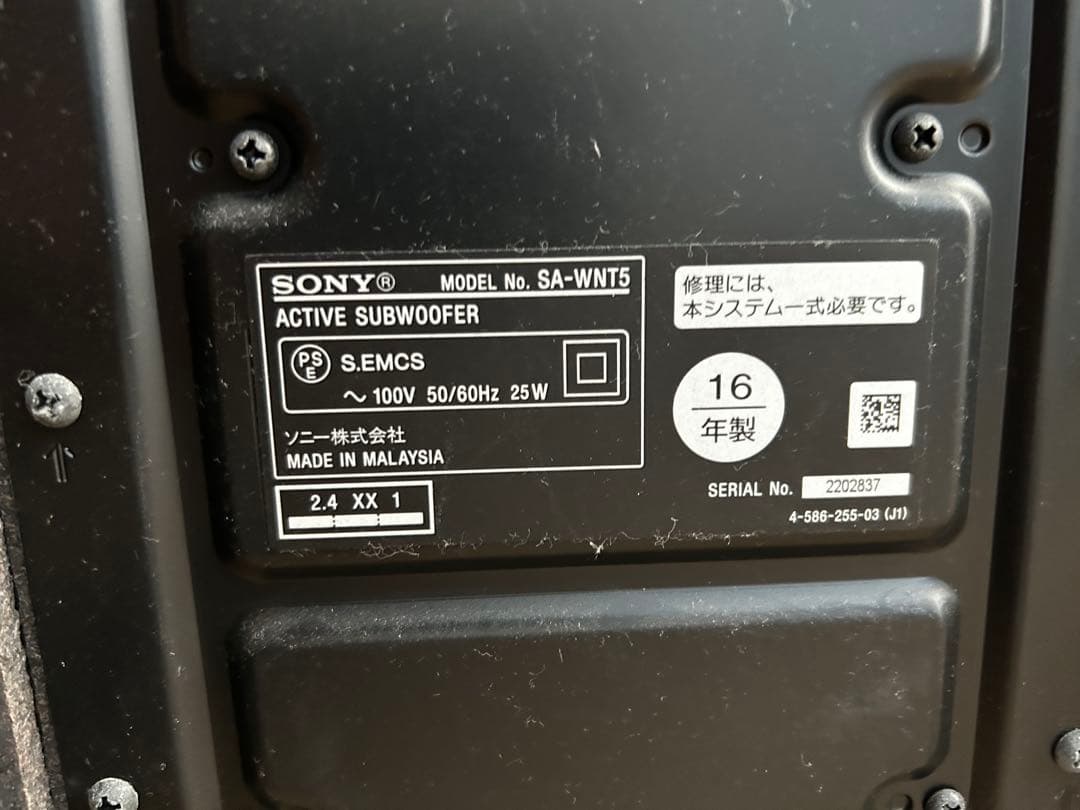 SONY® MODEL No. SA-WNT5
ACTIVE SUBWOOFER
PS E S.EMCS
～ 100V 50/60Hz 25W
ソニー株式会社
MADE IN MALAYSIA
2.4 XX 1
修理には、
本システム一式必要です。
16
年製
SERIAL No. 2202837
4-586-255-03 (J1)